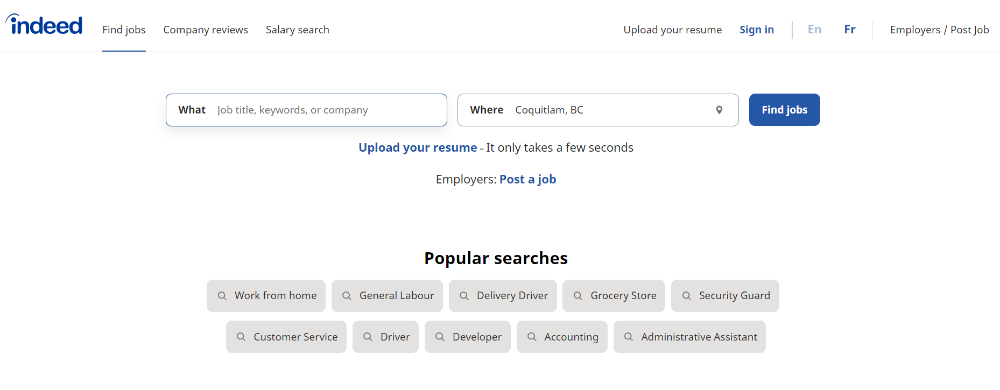 indeed Find jobs Company reviews Salary search Upload your resume Sign in En Fr Employers / Post Job
What Job title, keywords, or company Where Coquitlam, BC Find jobs
Upload your resume - It only takes a few seconds
Employers: Post a job
Popular searches
Work from home General Labour Delivery Driver Grocery Store Security Guard
Customer Service Driver Developer Accounting Administrative Assistant